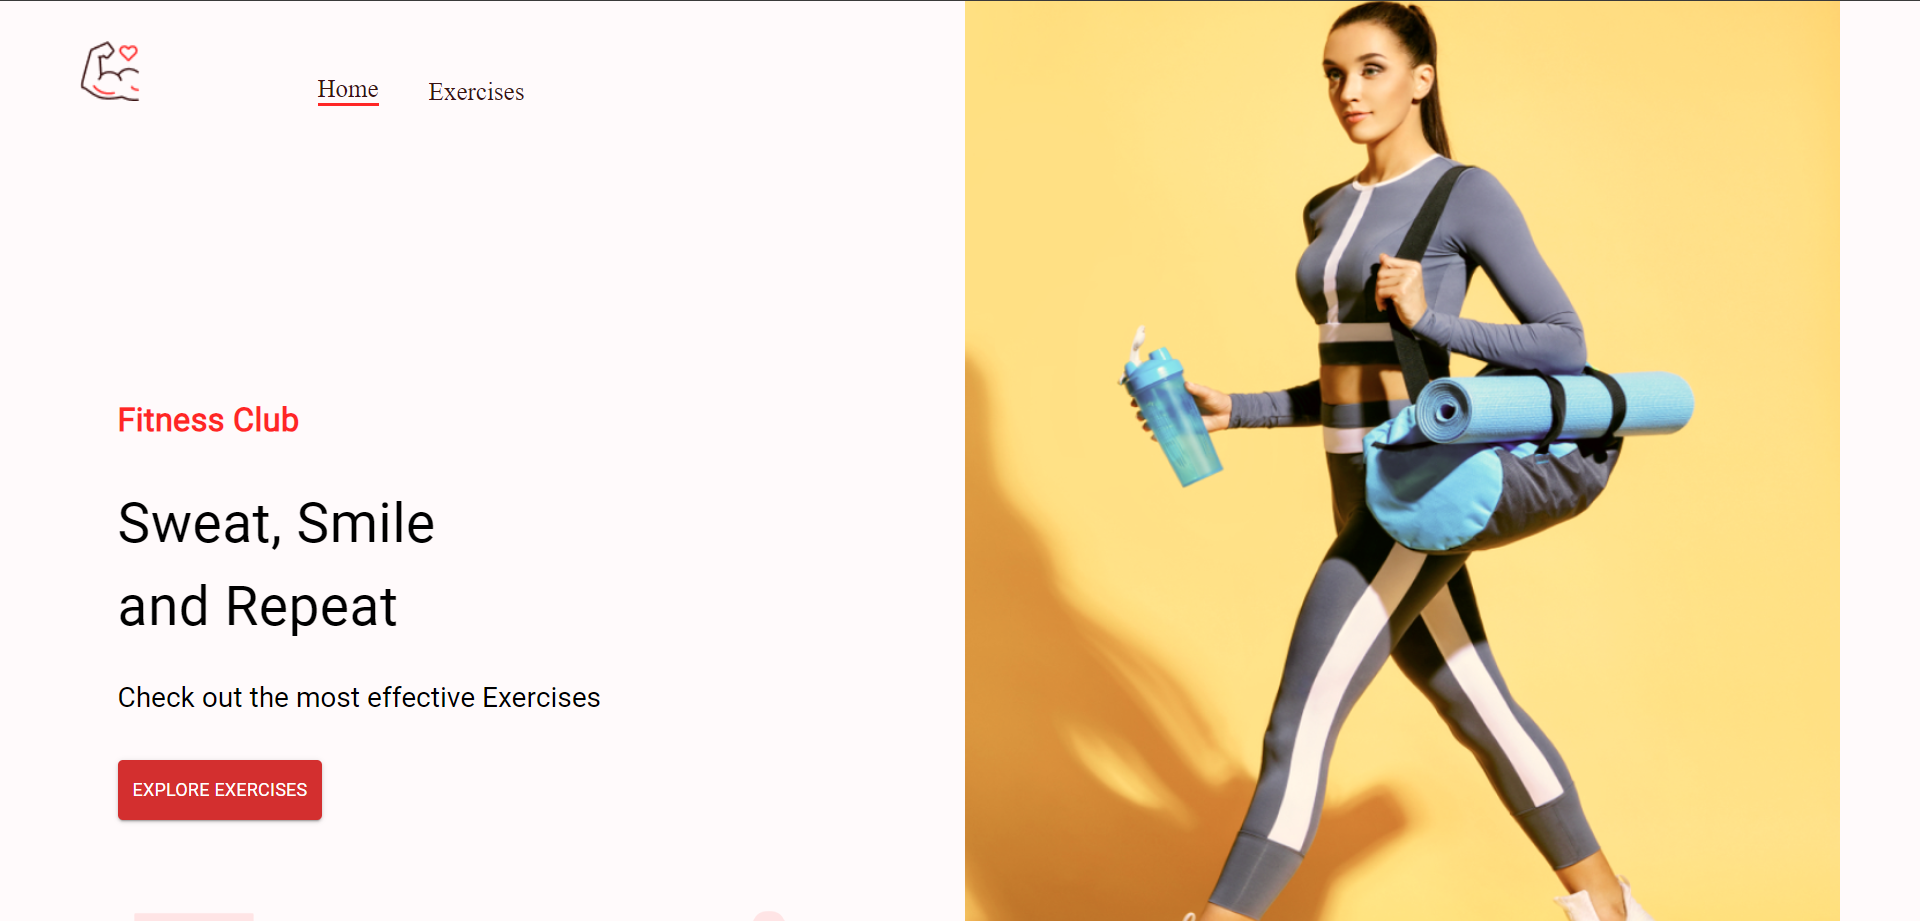 Home Exercises
Fitness Club
Sweat, Smile
and Repeat
Check out the most effective Exercises
EXPLORE EXERCISES